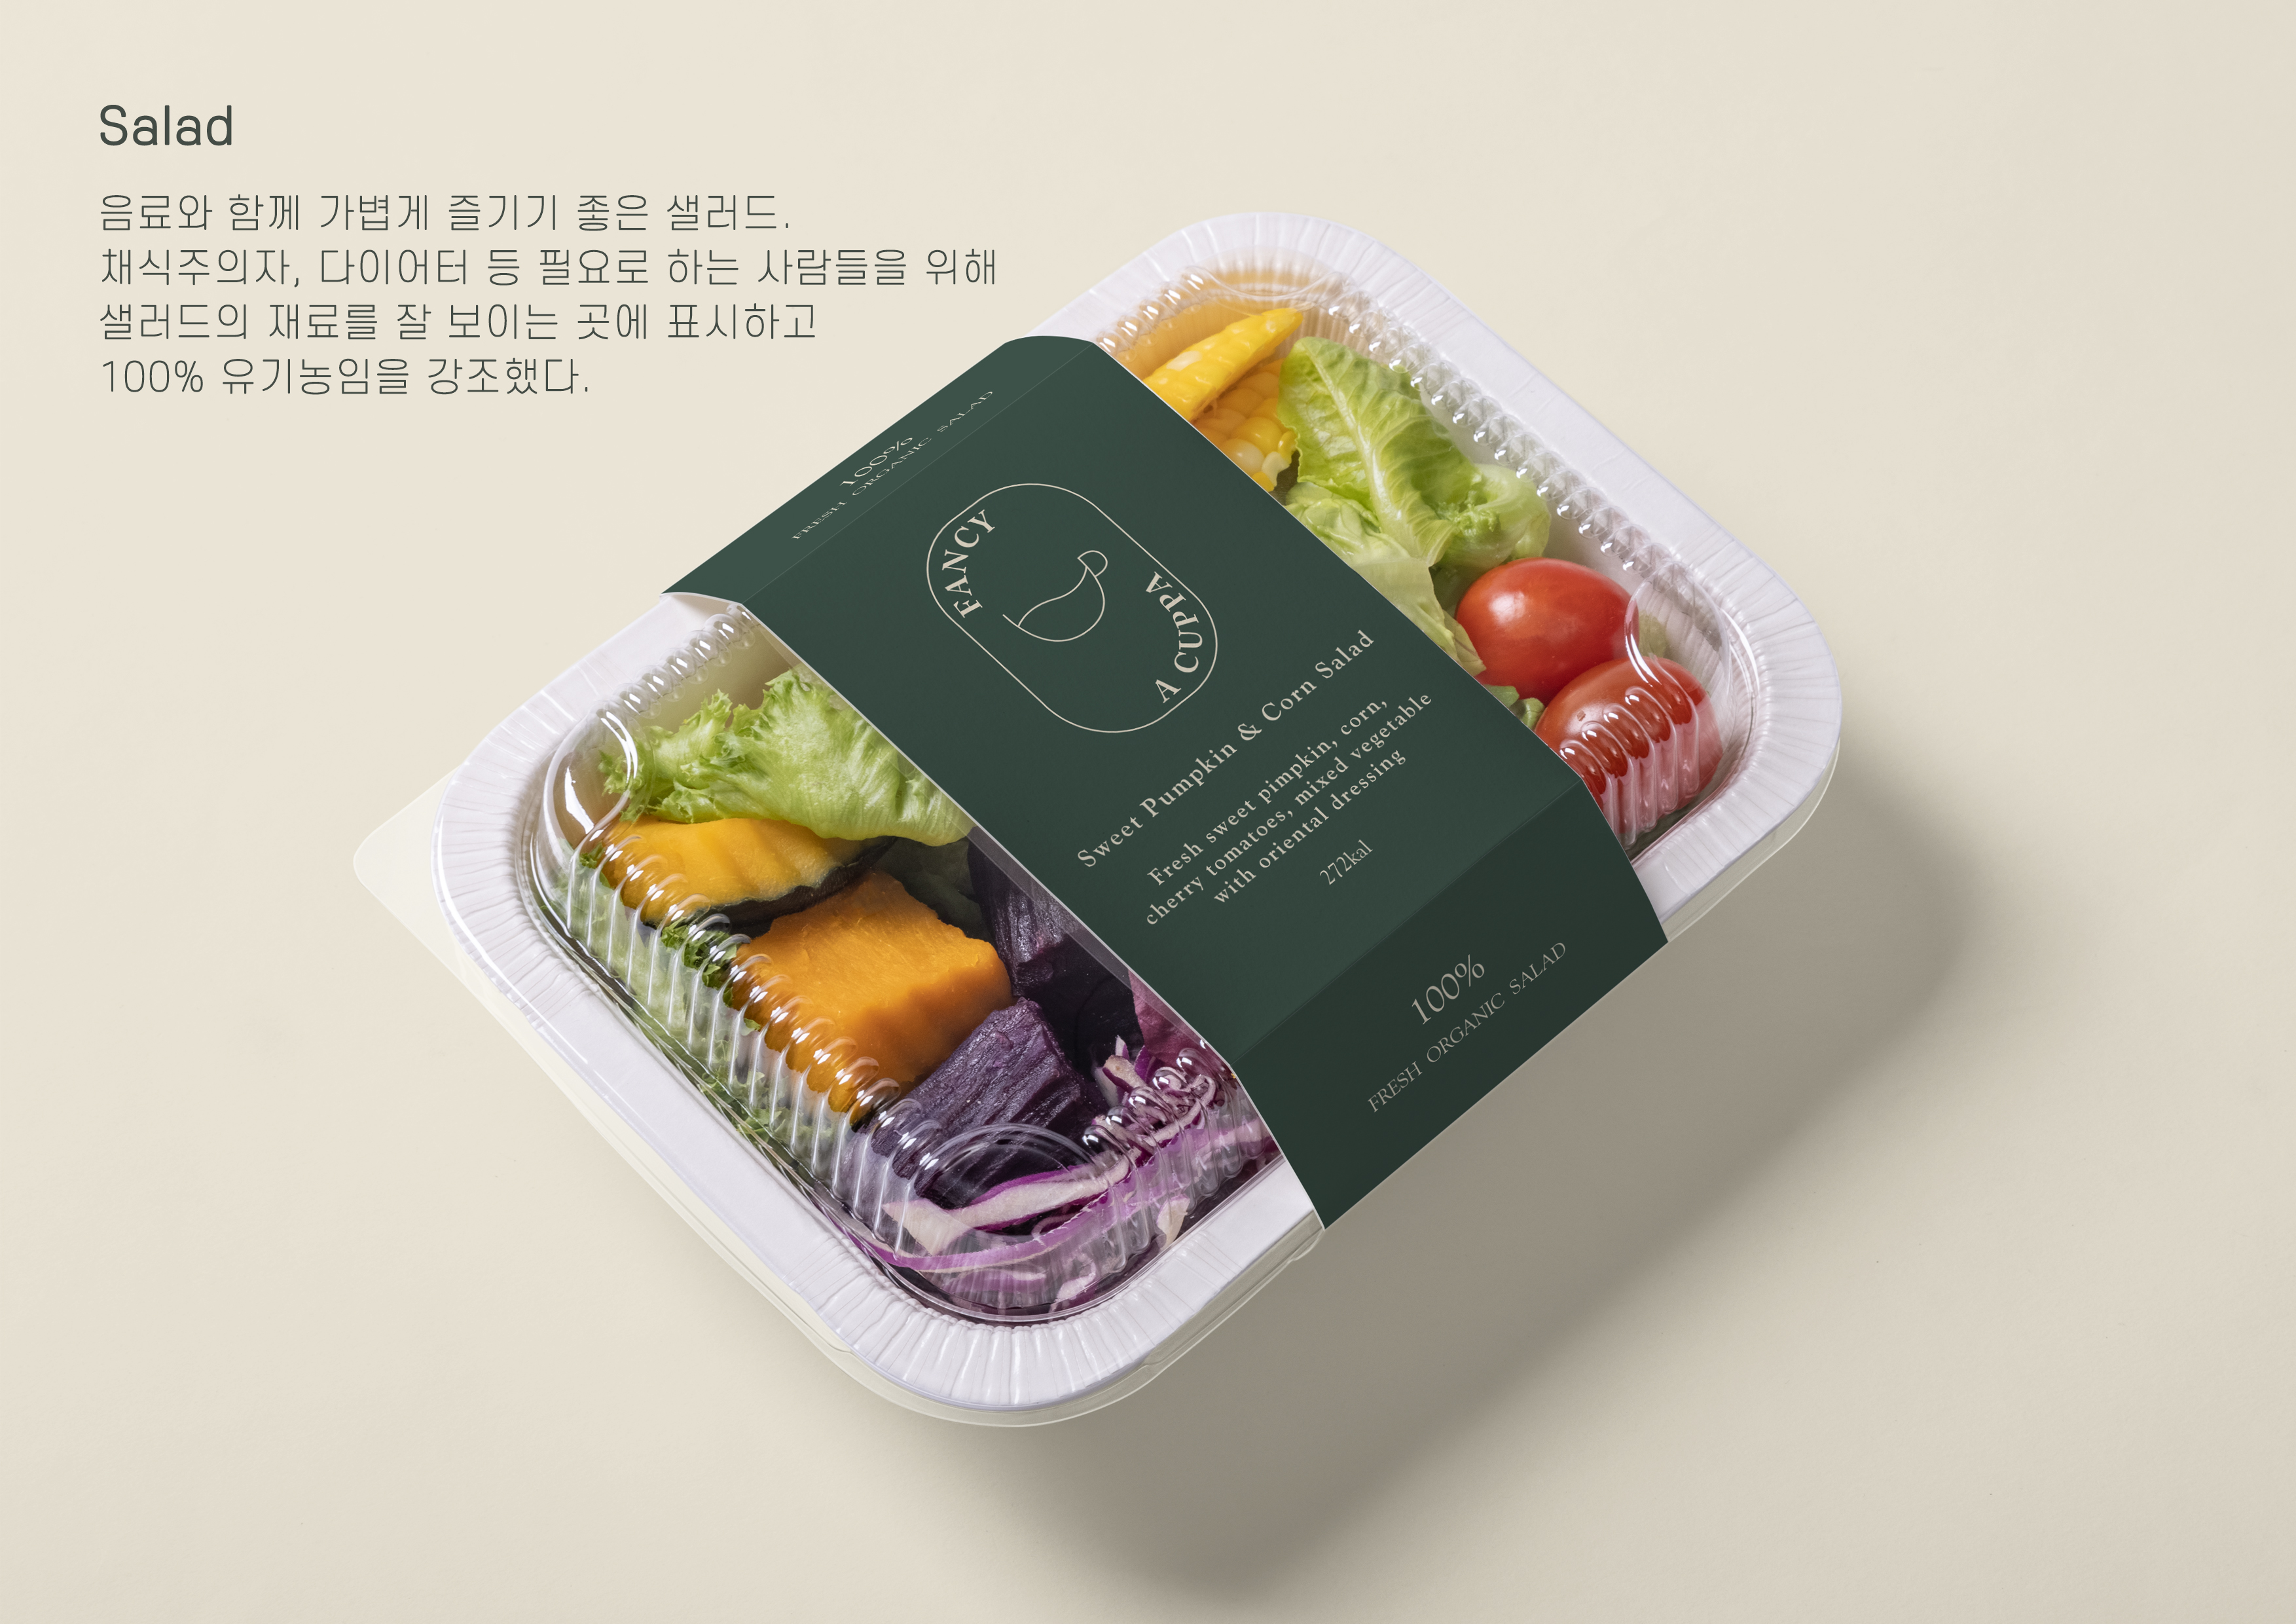 Salad
음료와 함께 가볍게 즐기기 좋은 샐러드.
채식주의자, 다이어터 등 필요로 하는 사람들을 위해
샐러드의 재료를 잘 보이는 곳에 표시하고
100% 유기농임을 강조했다.
100%
FRESH ORGANIC SALAD
FANCY
A CUPPA
Sweet Pumpkin & Corn Salad
Fresh sweet pimpkin, corn,
cherry tomatoes, mixed vegetable
with oriental dressing
272kal
100%
FRESH ORGANIC SALAD